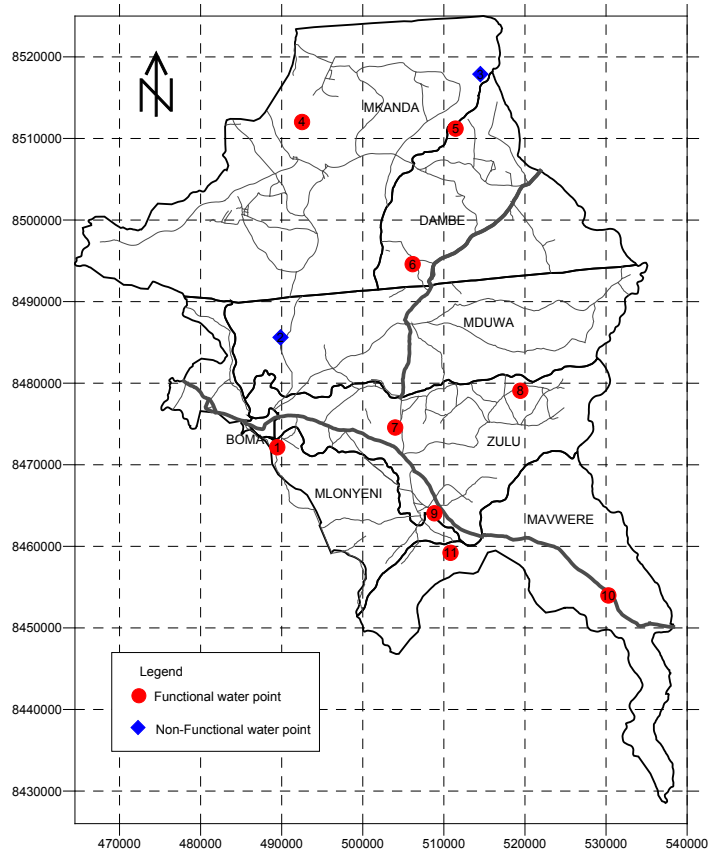 8520000
8510000
8500000
8490000
8480000
8470000
8460000
8450000
8440000
8430000
N
MKANDA
4
5
DAMBE
6
MDUWA
8
7
ZULU
BOMA
1
MLONYENI
9
MAVWERE
11
10
Legend
Functional water point
Non-Functional water point
470000 480000 490000 500000 510000 520000 530000 540000